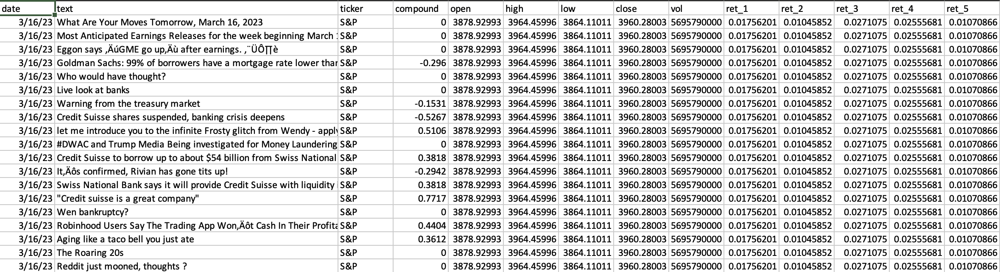 date text ticker compound open high low close vol ret_1 ret_2 ret_3 ret_4 ret_5
3/16/23 What Are Your Moves Tomorrow, March 16, 2023 S&P 0 3878.92993 3964.45996 3864.11011 3960.28003 5695790000 0.01756201 0.01045852 0.0271075 0.02555681 0.01070866
3/16/23 Most Anticipated Earnings Releases for the week beginning March S&P 0 3878.92993 3964.45996 3864.11011 3960.28003 5695790000 0.01756201 0.01045852 0.0271075 0.02555681 0.01070866
3/16/23 Eggon says ‚ÄúGME go up‚Äù after earnings. ‚¨ÜÔ∏è S&P 0 3878.92993 3964.45996 3864.11011 3960.28003 5695790000 0.01756201 0.01045852 0.0271075 0.02555681 0.01070866
3/16/23 Goldman Sachs: 99% of borrowers have a mortgage rate lower than S&P -0.296 3878.92993 3964.45996 3864.11011 3960.28003 5695790000 0.01756201 0.01045852 0.0271075 0.02555681 0.01070866
3/16/23 Who would have thought? S&P 0 3878.92993 3964.45996 3864.11011 3960.28003 5695790000 0.01756201 0.01045852 0.0271075 0.02555681 0.01070866
3/16/23 Live look at banks S&P 0 3878.92993 3964.45996 3864.11011 3960.28003 5695790000 0.01756201 0.01045852 0.0271075 0.02555681 0.01070866
3/16/23 Warning from the treasury market S&P -0.1531 3878.92993 3964.45996 3864.11011 3960.28003 5695790000 0.01756201 0.01045852 0.0271075 0.02555681 0.01070866
3/16/23 Credit Suisse shares suspended, banking crisis deepens S&P -0.5267 3878.92993 3964.45996 3864.11011 3960.28003 5695790000 0.01756201 0.01045852 0.0271075 0.02555681 0.01070866
3/16/23 let me introduce you to the infinite Frosty glitch from Wendy - apply S&P 0.5106 3878.92993 3964.45996 3864.11011 3960.28003 5695790000 0.01756201 0.01045852 0.0271075 0.02555681 0.01070866
3/16/23 #DWAC and Trump Media Being investigated for Money Laundering S&P 0 3878.92993 3964.45996 3864.11011 3960.28003 5695790000 0.01756201 0.01045852 0.0271075 0.02555681 0.01070866
3/16/23 Credit Suisse to borrow up to about $54 billion from Swiss National S&P 0.3818 3878.92993 3964.45996 3864.11011 3960.28003 5695790000 0.01756201 0.01045852 0.0271075 0.02555681 0.01070866
3/16/23 It‚Äôs confirmed, Rivian has gone tits up! S&P -0.2942 3878.92993 3964.45996 3864.11011 3960.28003 5695790000 0.01756201 0.01045852 0.0271075 0.02555681 0.01070866
3/16/23 Swiss National Bank says it will provide Credit Suisse with liquidity S&P 0.3818 3878.92993 3964.45996 3864.11011 3960.28003 5695790000 0.01756201 0.01045852 0.0271075 0.02555681 0.01070866
3/16/23 "Credit suisse is a great company" S&P 0.7717 3878.92993 3964.45996 3864.11011 3960.28003 5695790000 0.01756201 0.01045852 0.0271075 0.02555681 0.01070866
3/16/23 Wen bankruptcy? S&P 0 3878.92993 3964.45996 3864.11011 3960.28003 5695790000 0.01756201 0.01045852 0.0271075 0.02555681 0.01070866
3/16/23 Robinhood Users Say The Trading App Won‚Äôt Cash In Their Profita S&P 0.4404 3878.92993 3964.45996 3864.11011 3960.28003 5695790000 0.01756201 0.01045852 0.0271075 0.02555681 0.01070866
3/16/23 Aging like a taco bell you just ate S&P 0.3612 3878.92993 3964.45996 3864.11011 3960.28003 5695790000 0.01756201 0.01045852 0.0271075 0.02555681 0.01070866
3/16/23 The Roaring 20s S&P 0 3878.92993 3964.45996 3864.11011 3960.28003 5695790000 0.01756201 0.01045852 0.0271075 0.02555681 0.01070866
3/16/23 Reddit just mooned, thoughts ? S&P 0 3878.92993 3964.45996 3864.11011 3960.28003 5695790000 0.01756201 0.01045852 0.0271075 0.02555681 0.01070866